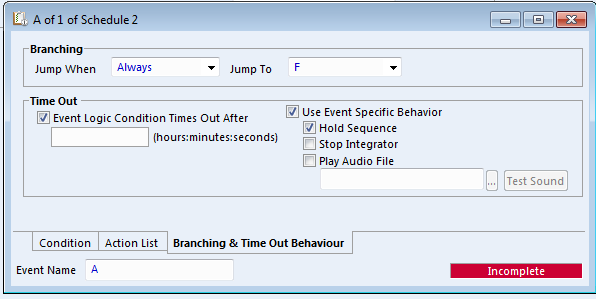 A of 1 of Schedule 2
Branching
Jump When Always Jump To F
Time Out
Event Logic Condition Times Out After
(hours:minutes:seconds)
Use Event Specific Behavior
Hold Sequence
Stop Integrator
Play Audio File
... Test Sound
Condition Action List Branching & Time Out Behaviour
Event Name A Incomplete